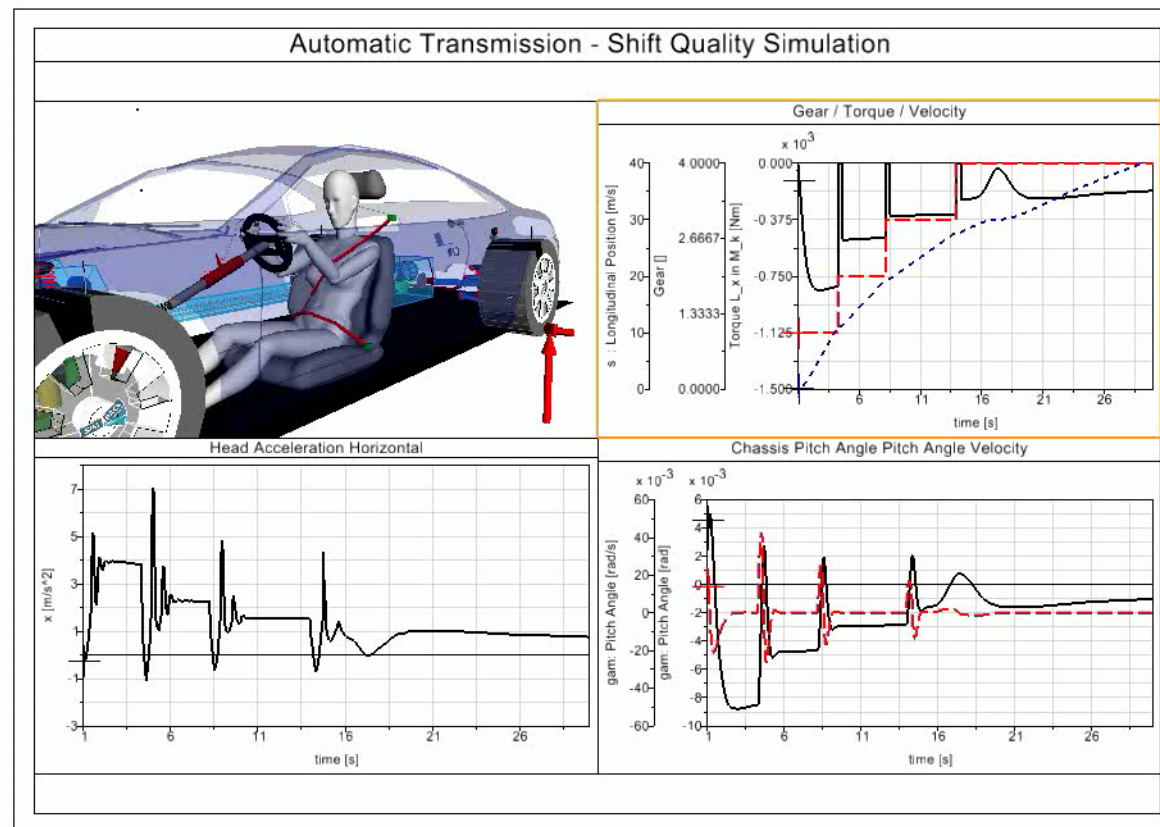 Automatic Transmission - Shift Quality Simulation
Gear / Torque / Velocity
x 10^3
s : Longitudinal Position [m/s]
40
30
20
10
0
Gear []
4.0000
2.6667
1.3333
0.0000
Torque L_x in M_k [Nm]
0.000
-0.375
-0.750
-1.125
-1.500
1 6 11 16 21 26
time [s]
Head Acceleration Horizontal
x [m/s^2]
7
5
3
1
-1
-3
1 6 11 16 21 26
time [s]
Chassis Pitch Angle Pitch Angle Velocity
x 10^-3 x 10^-3
gam: Pitch Angle [rad/s]
60
40
20
0
-20
-40
-60
gam: Pitch Angle [rad]
6
4
2
0
-2
-4
-6
-8
-10
1 6 11 16 21 26
time [s]